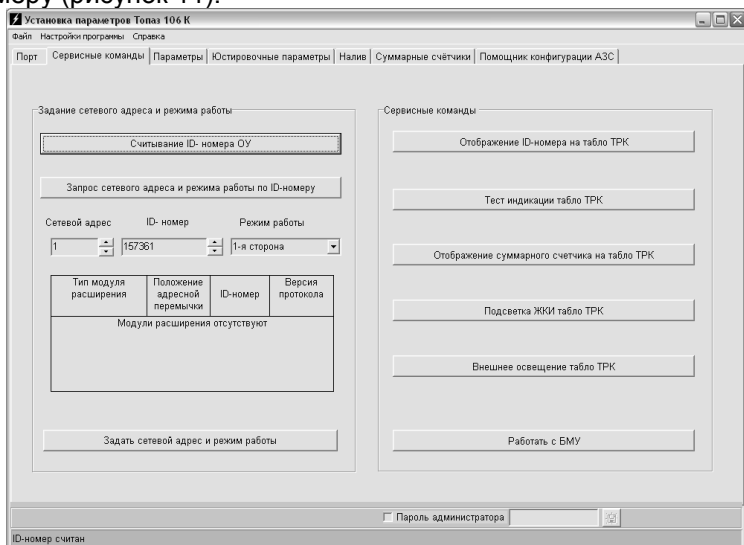 меру (рисунок 11).
Установка параметров Топаз 106 К
Файл Настройки программы Справка
Порт Сервисные команды Параметры Юстировочные параметры Налив Суммарные счётчики Помощник конфигурации АЗС
Задание сетевого адреса и режима работы
Считывание ID- номера ОУ
Запрос сетевого адреса и режима работы по ID-номеру
Сетевой адрес ID- номер Режим работы
1 157361 1-я сторона
Тип модуля расширения Положение адресной перемычки ID-номер Версия протокола
Модули расширения отсутствуют
Задать сетевой адрес и режим работы
Сервисные команды
Отображение ID-номера на табло ТРК
Тест индикации табло ТРК
Отображение суммарного счетчика на табло ТРК
Подсветка ЖКИ табло ТРК
Внешнее освещение табло ТРК
Работать с БМУ
Пароль администратора
ID-номер считан